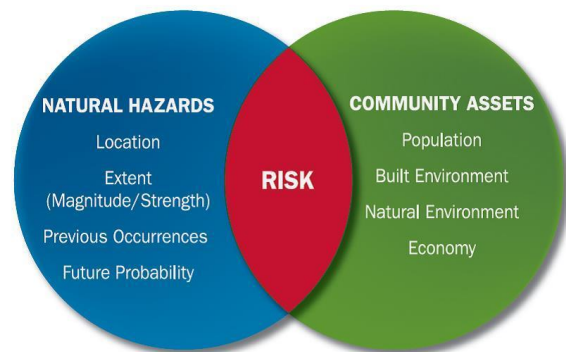 NATURAL HAZARDS
Location
Extent
(Magnitude/Strength)
Previous Occurrences
Future Probability
RISK
COMMUNITY ASSETS
Population
Built Environment
Natural Environment
Economy